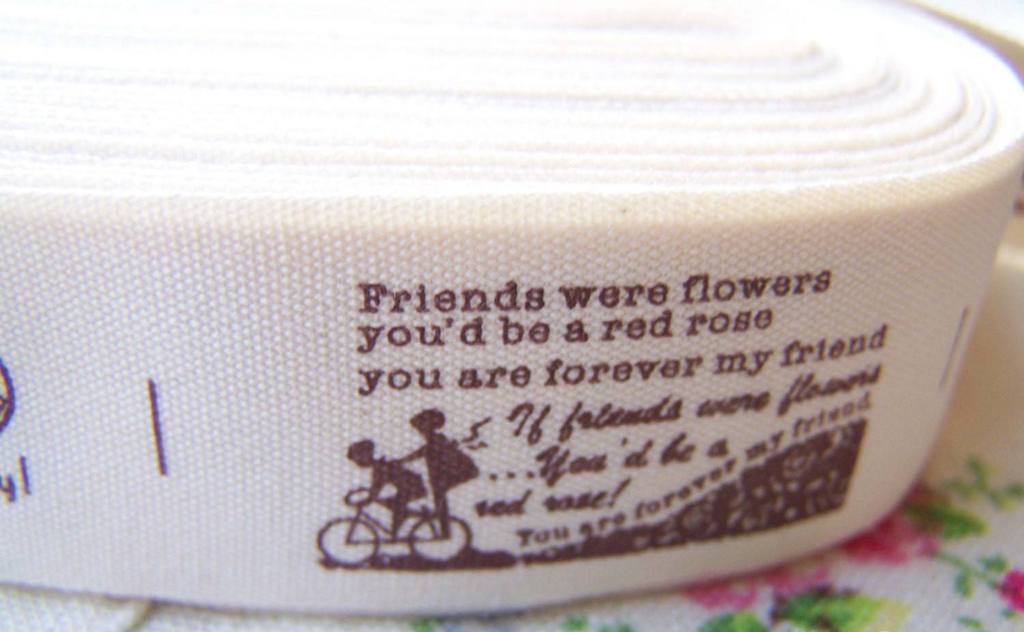 Friends were flowers
you'd be a red rose
you are forever my friend
If friends were flowers
...You'd be a
red rose!
You are forever my friend.